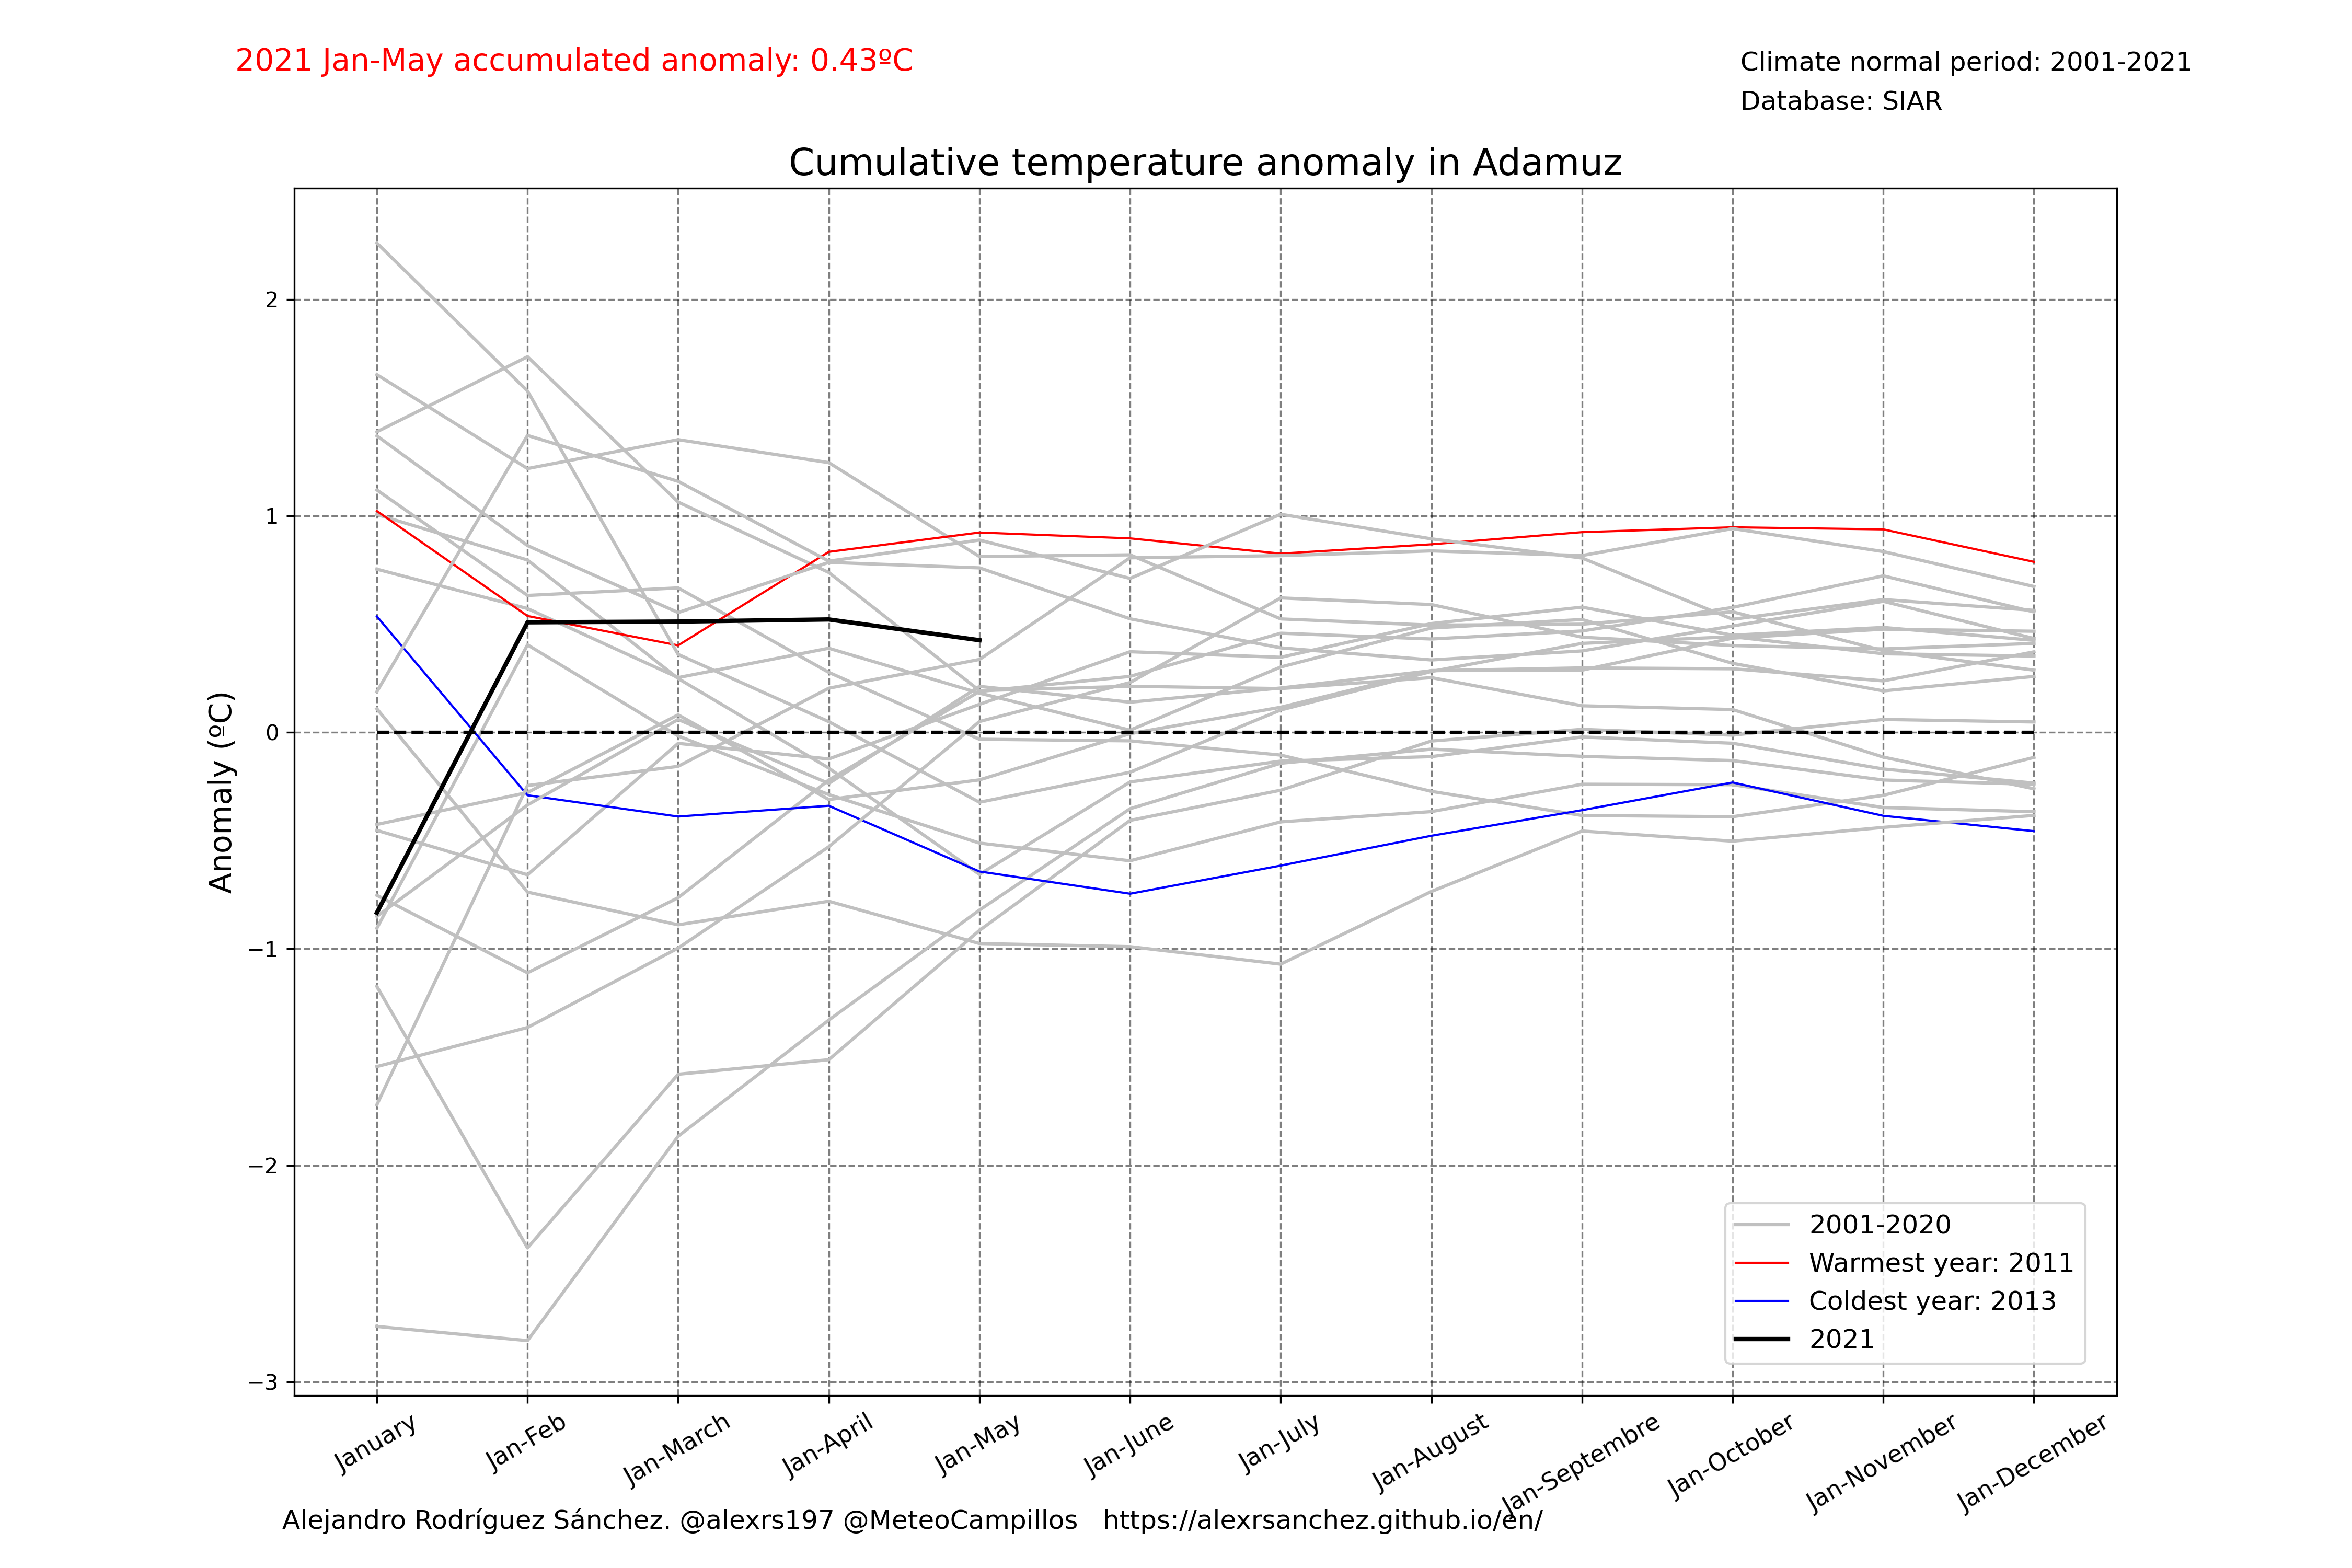 2021 Jan-May accumulated anomaly: 0.43ºC
Climate normal period: 2001-2021
Database: SIAR
Cumulative temperature anomaly in Adamuz
Anomaly (ºC)
2
1
0
−1
−2
−3
2001-2020
Warmest year: 2011
Coldest year: 2013
2021
January
Jan-Feb
Jan-March
Jan-April
Jan-May
Jan-June
Jan-July
Jan-August
Jan-Septembre
Jan-October
Jan-November
Jan-December
Alejandro Rodríguez Sánchez. @alexrs197 @MeteoCampillos   https://alexrsanchez.github.io/en/